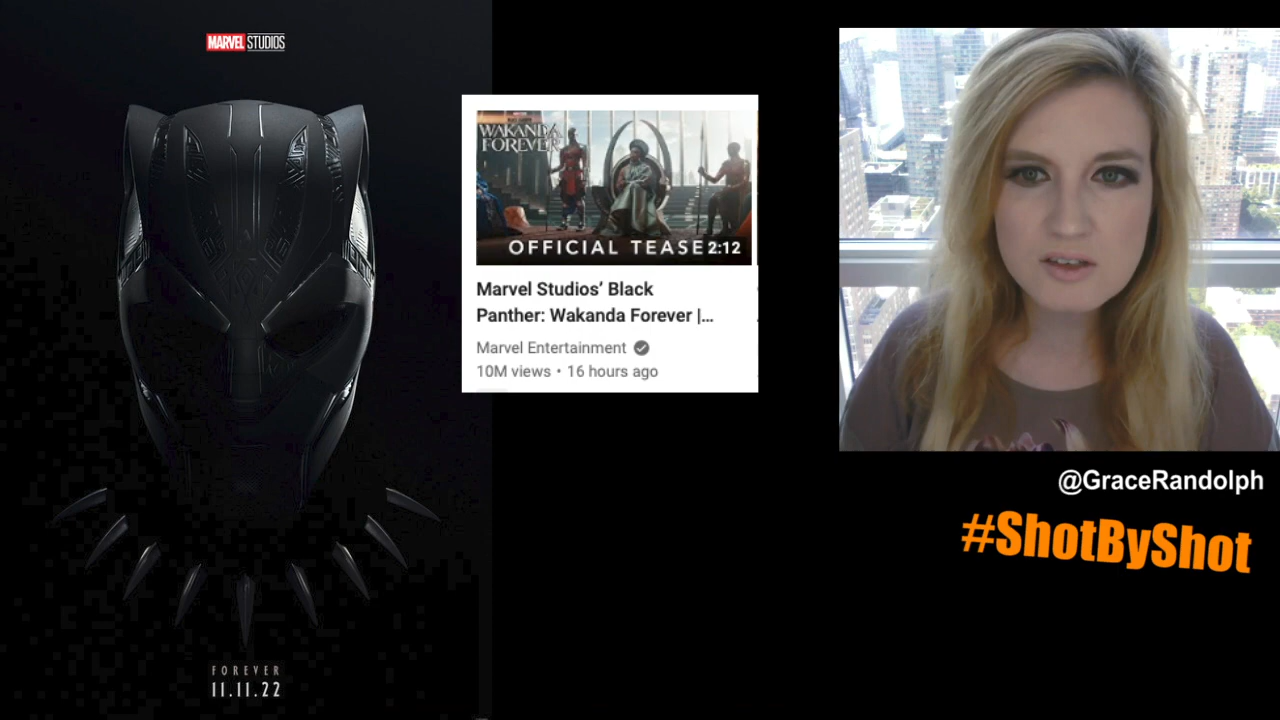 MARVEL STUDIOS
FOREVER
11.11.22
WAKANDA
FOREVER
OFFICIAL TEASE 2:12
Marvel Studios' Black
Panther: Wakanda Forever |...
Marvel Entertainment
10M views • 16 hours ago
@GraceRandolph
#ShotByShot